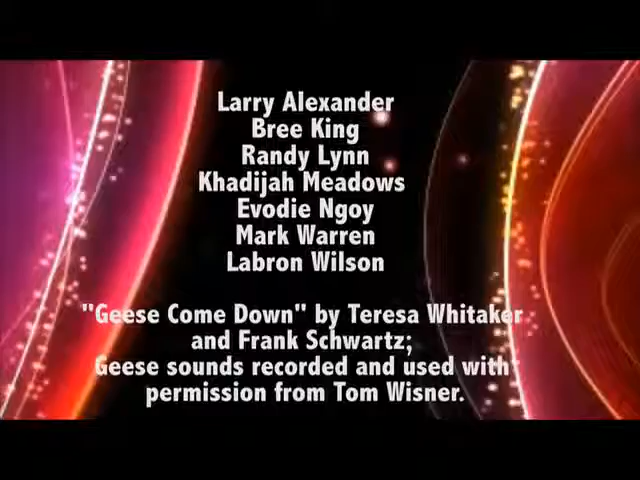 Larry Alexander
Bree King
Randy Lynn
Khadijah Meadows
Evodie Ngoy
Mark Warren
Labron Wilson
"Geese Come Down" by Teresa Whitaker
and Frank Schwartz;
Geese sounds recorded and used with
permission from Tom Wisner.